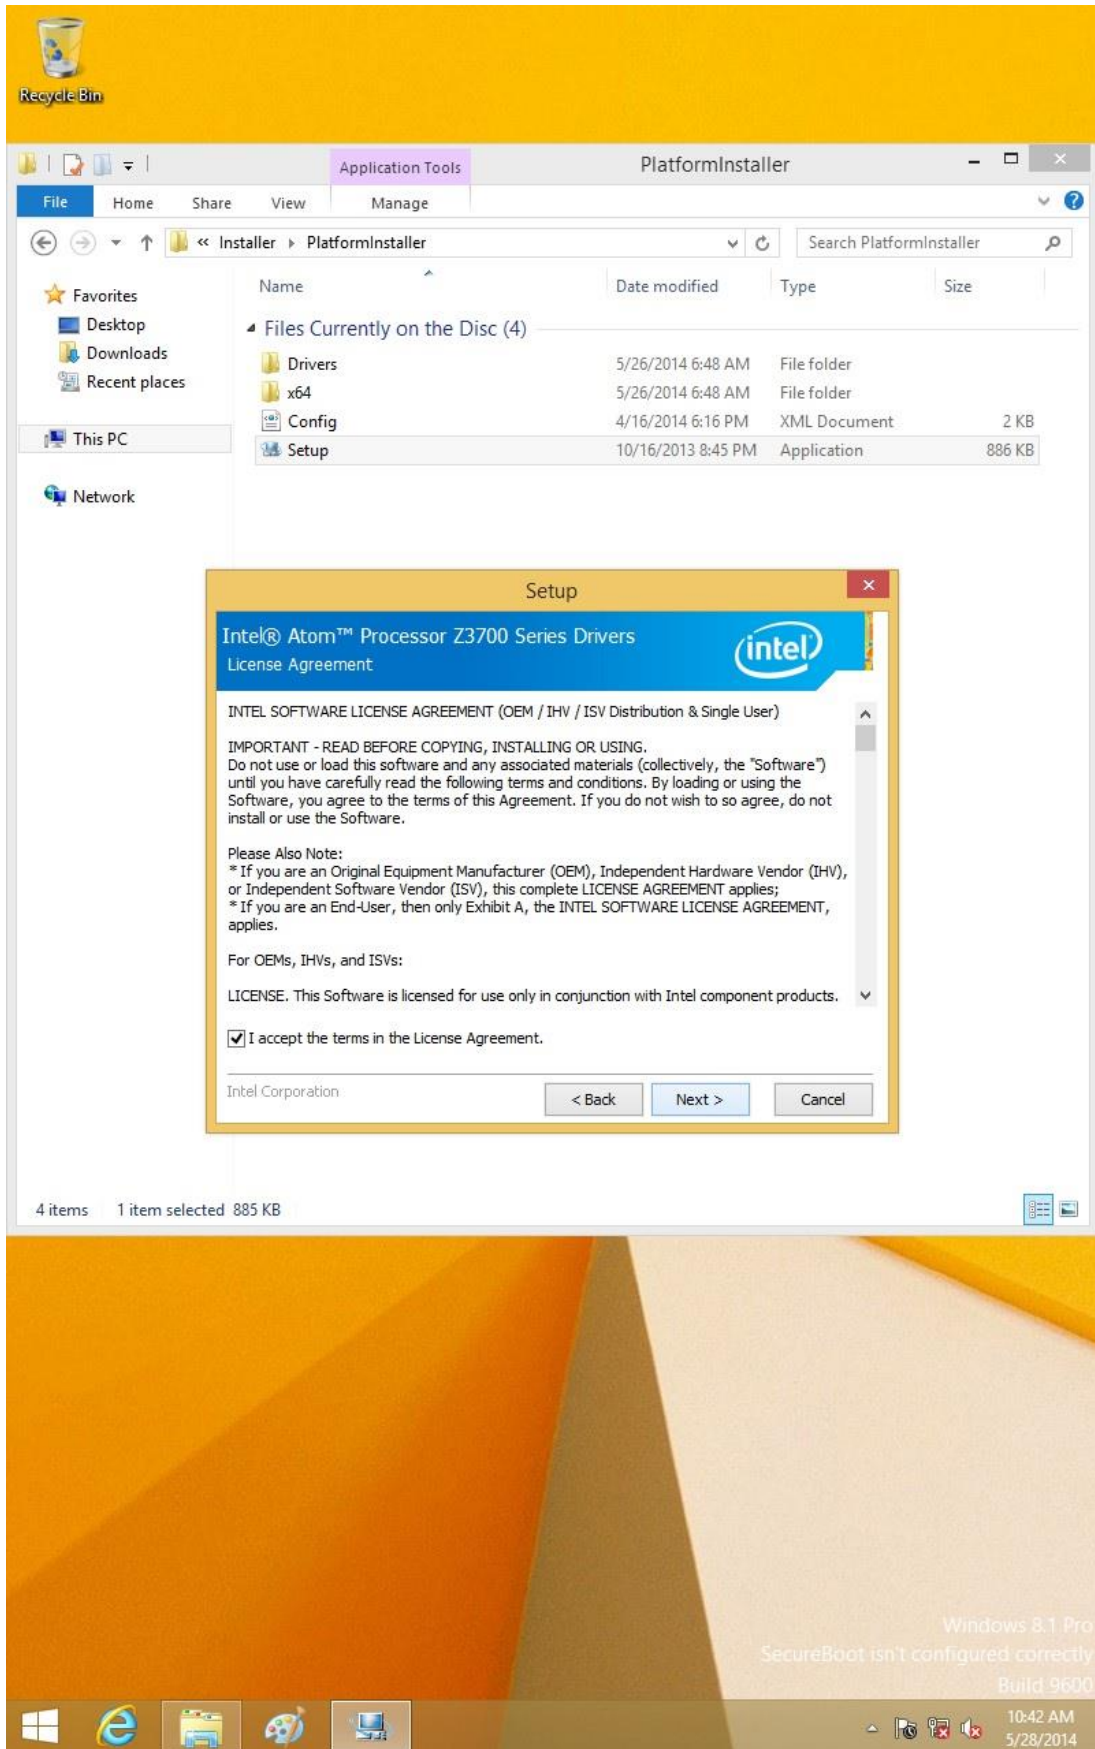 Recycle Bin
Application Tools
PlatformInstaller
File
Home
Share
View
Manage
« Installer
PlatformInstaller
Search PlatformInstaller
Name
Date modified
Type
Size
Favorites
Desktop
Downloads
Recent places
This PC
Network
Files Currently on the Disc (4)
Drivers 5/26/2014 6:48 AM File folder
x64 5/26/2014 6:48 AM File folder
Config 4/16/2014 6:16 PM XML Document 2 KB
Setup 10/16/2013 8:45 PM Application 886 KB
Setup
Intel® Atom™ Processor Z3700 Series Drivers
License Agreement
intel
INTEL SOFTWARE LICENSE AGREEMENT (OEM / IHV / ISV Distribution & Single User)
IMPORTANT - READ BEFORE COPYING, INSTALLING OR USING.
Do not use or load this software and any associated materials (collectively, the "Software")
until you have carefully read the following terms and conditions. By loading or using the
Software, you agree to the terms of this Agreement. If you do not wish to so agree, do not
install or use the Software.
Please Also Note:
* If you are an Original Equipment Manufacturer (OEM), Independent Hardware Vendor (IHV),
or Independent Software Vendor (ISV), this complete LICENSE AGREEMENT applies;
* If you are an End-User, then only Exhibit A, the INTEL SOFTWARE LICENSE AGREEMENT,
applies.
For OEMs, IHVs, and ISVs:
LICENSE. This Software is licensed for use only in conjunction with Intel component products.
I accept the terms in the License Agreement.
Intel Corporation
< Back
Next >
Cancel
4 items 1 item selected 885 KB
Windows 8.1 Pro
SecureBoot isn't configured correctly
Build 9600
10:42 AM
5/28/2014